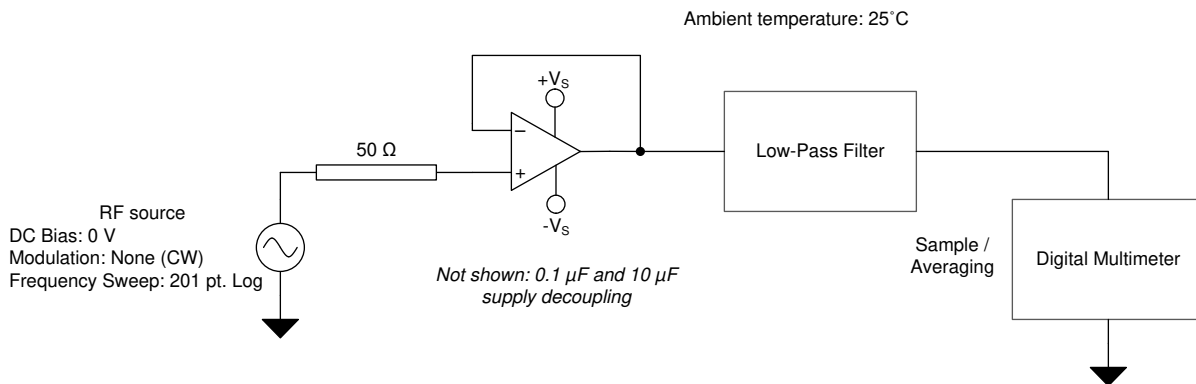 Ambient temperature: 25˚C
+VS
−
50 Ω
+
Low-Pass Filter
RF source
DC Bias: 0 V
Modulation: None (CW)
Frequency Sweep: 201 pt. Log
-VS
Not shown: 0.1 µF and 10 µF
supply decoupling
Sample /
Averaging
Digital Multimeter